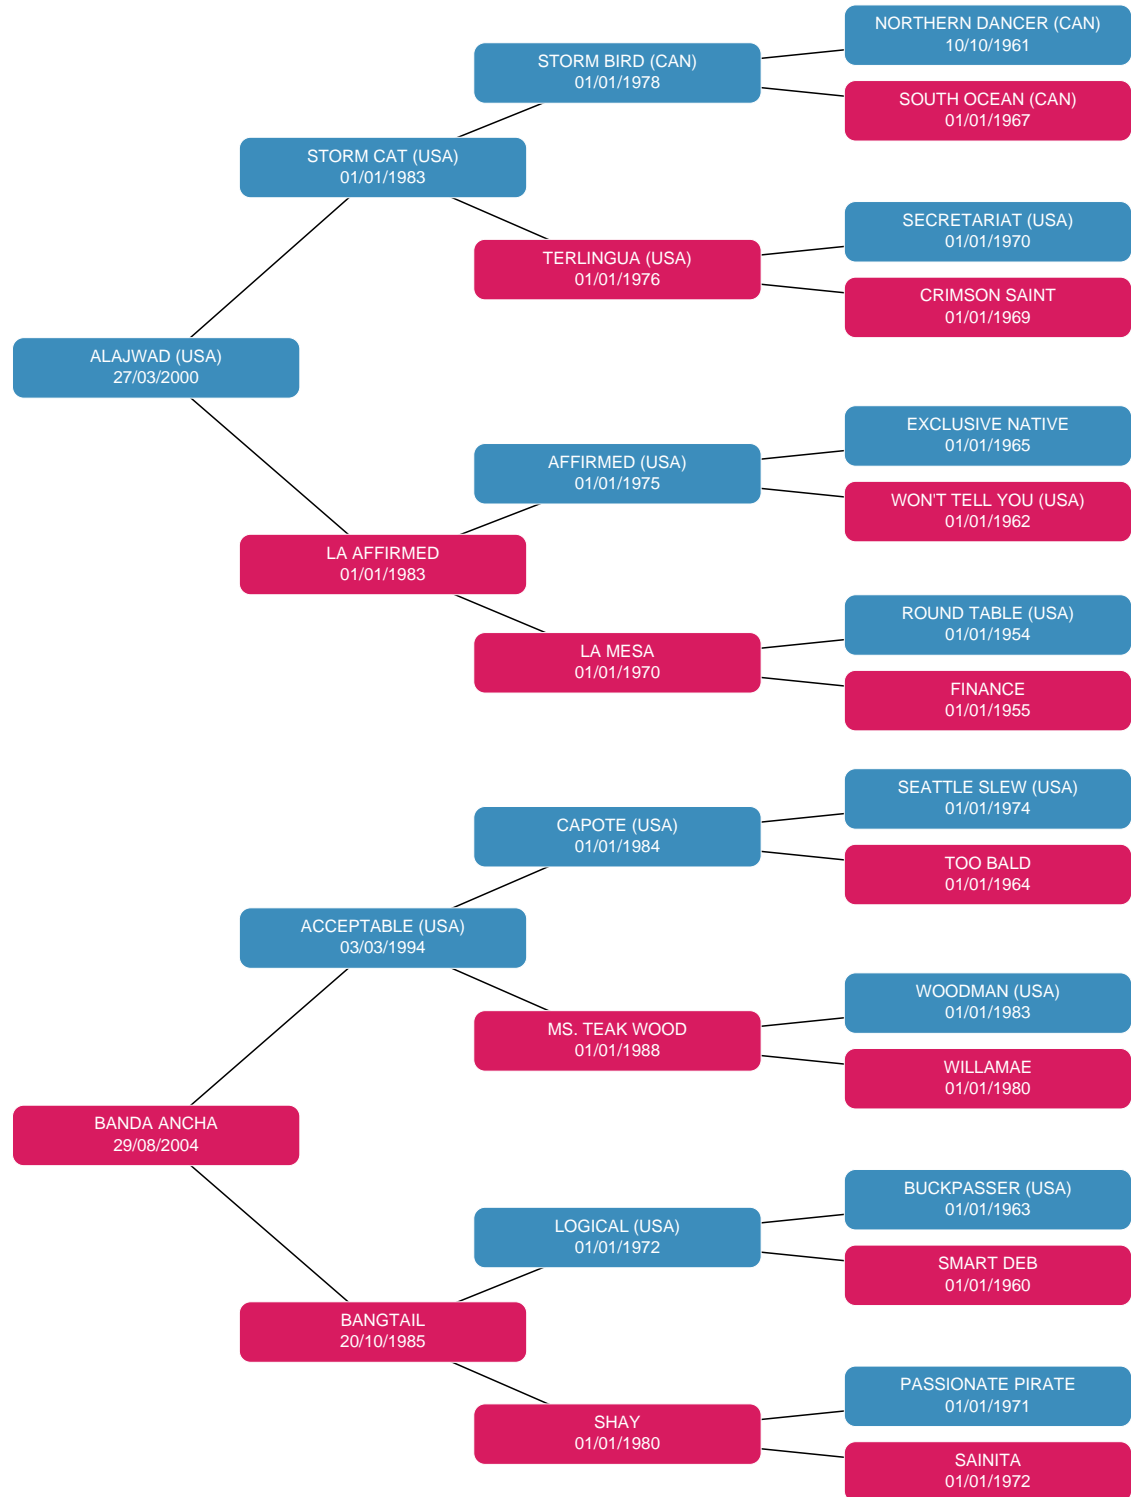 NORTHERN DANCER (CAN)
10/10/1961
STORM BIRD (CAN)
01/01/1978
SOUTH OCEAN (CAN)
01/01/1967
STORM CAT (USA)
01/01/1983
SECRETARIAT (USA)
01/01/1970
TERLINGUA (USA)
01/01/1976
CRIMSON SAINT
01/01/1969
ALAJWAD (USA)
27/03/2000
EXCLUSIVE NATIVE
01/01/1965
AFFIRMED (USA)
01/01/1975
WON'T TELL YOU (USA)
01/01/1962
LA AFFIRMED
01/01/1983
ROUND TABLE (USA)
01/01/1954
LA MESA
01/01/1970
FINANCE
01/01/1955
SEATTLE SLEW (USA)
01/01/1974
CAPOTE (USA)
01/01/1984
TOO BALD
01/01/1964
ACCEPTABLE (USA)
03/03/1994
WOODMAN (USA)
01/01/1983
MS. TEAK WOOD
01/01/1988
WILLAMAE
01/01/1980
BANDA ANCHA
29/08/2004
BUCKPASSER (USA)
01/01/1963
LOGICAL (USA)
01/01/1972
SMART DEB
01/01/1960
BANGTAIL
20/10/1985
PASSIONATE PIRATE
01/01/1971
SHAY
01/01/1980
SAINITA
01/01/1972